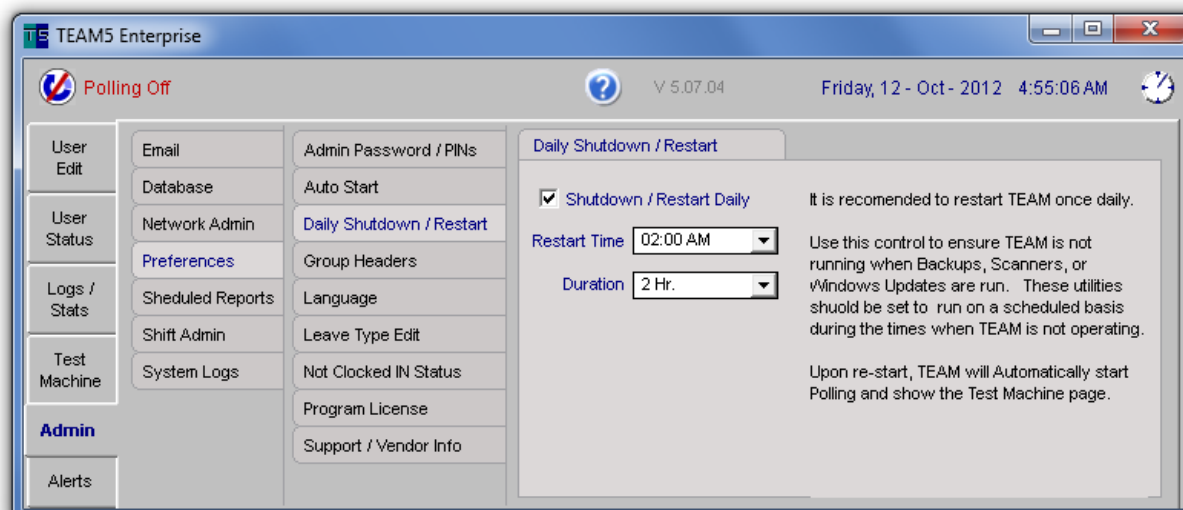 TS TEAM5 Enterprise
Polling Off
? V 5.07.04 Friday, 12 - Oct - 2012 4:55:06 AM
User
Edit
User
Status
Logs /
Stats
Test
Machine
Admin
Alerts
Email
Database
Network Admin
Preferences
Sheduled Reports
Shift Admin
System Logs
Admin Password / PINs
Auto Start
Daily Shutdown / Restart
Group Headers
Language
Leave Type Edit
Not Clocked IN Status
Program License
Support / Vendor Info
Daily Shutdown / Restart
Shutdown / Restart Daily
Restart Time 02:00 AM
Duration 2 Hr.
It is recomended to restart TEAM once daily.
Use this control to ensure TEAM is not
running when Backups, Scanners, or
Windows Updates are run. These utilities
shuold be set to run on a scheduled basis
during the times when TEAM is not operating.
Upon re-start, TEAM will Automatically start
Polling and show the Test Machine page.